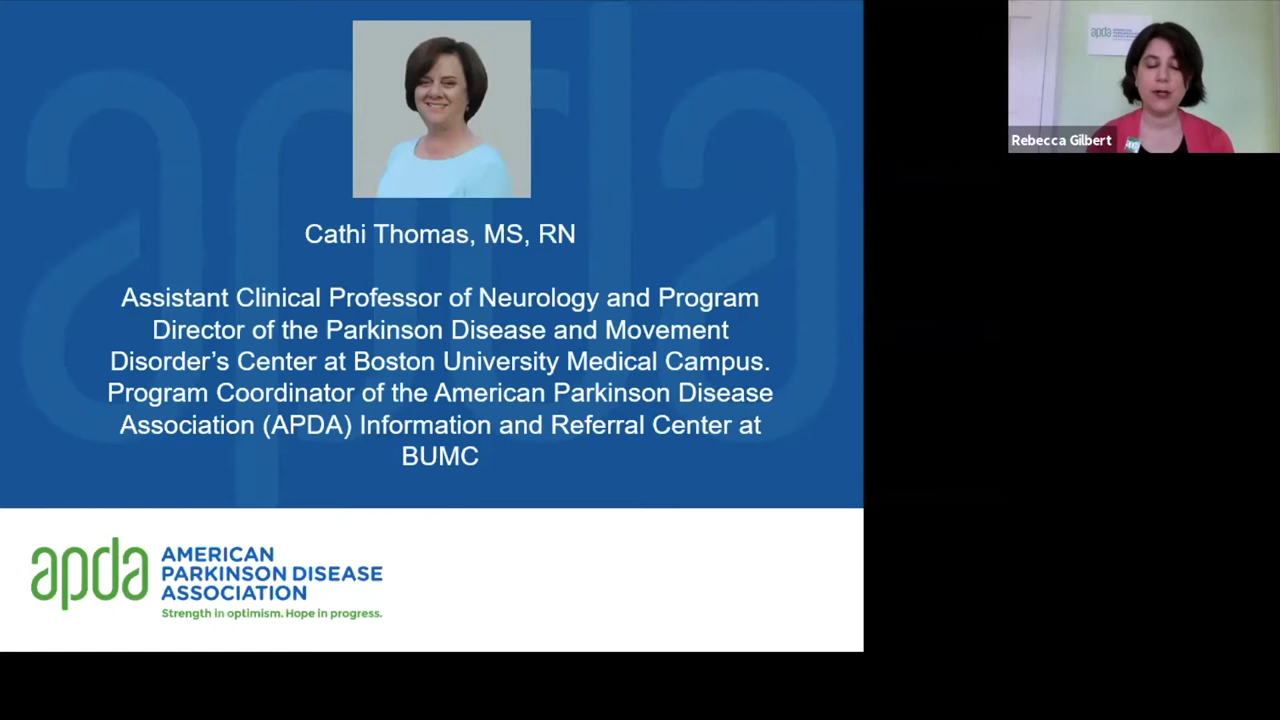 Cathi Thomas, MS, RN
Assistant Clinical Professor of Neurology and Program
Director of the Parkinson Disease and Movement
Disorder's Center at Boston University Medical Campus.
Program Coordinator of the American Parkinson Disease
Association (APDA) Information and Referral Center at
BUMC
apda
AMERICAN
PARKINSON DISEASE
ASSOCIATION
Strength in optimism. Hope in progress.
apda
Rebecca Gilbert